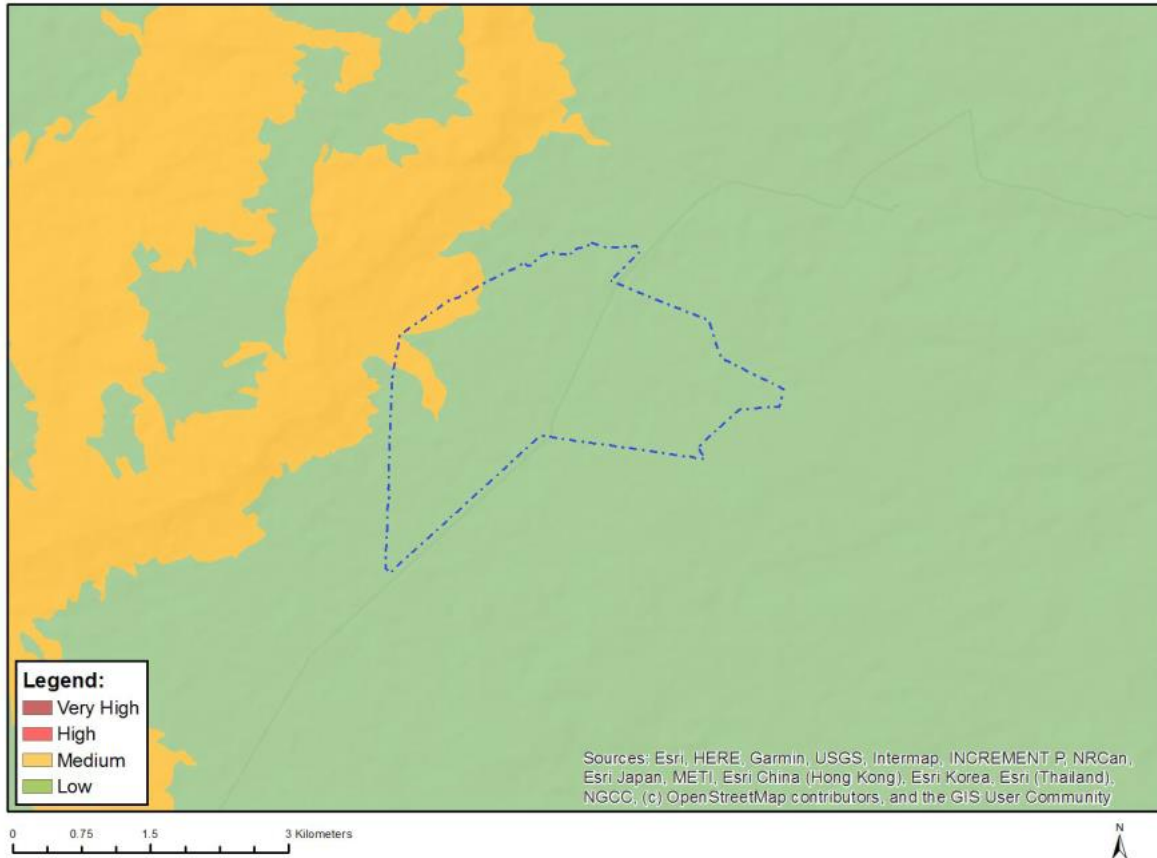 Legend:
Very High
High
Medium
Low
Sources: Esri, HERE, Garmin, USGS, Intermap, INCREMENT P, NRCan,
Esri Japan, METI, Esri China (Hong Kong), Esri Korea, Esri (Thailand),
NGCC, (c) OpenStreetMap contributors, and the GIS User Community
0 0.75 1.5 3 Kilometers
N